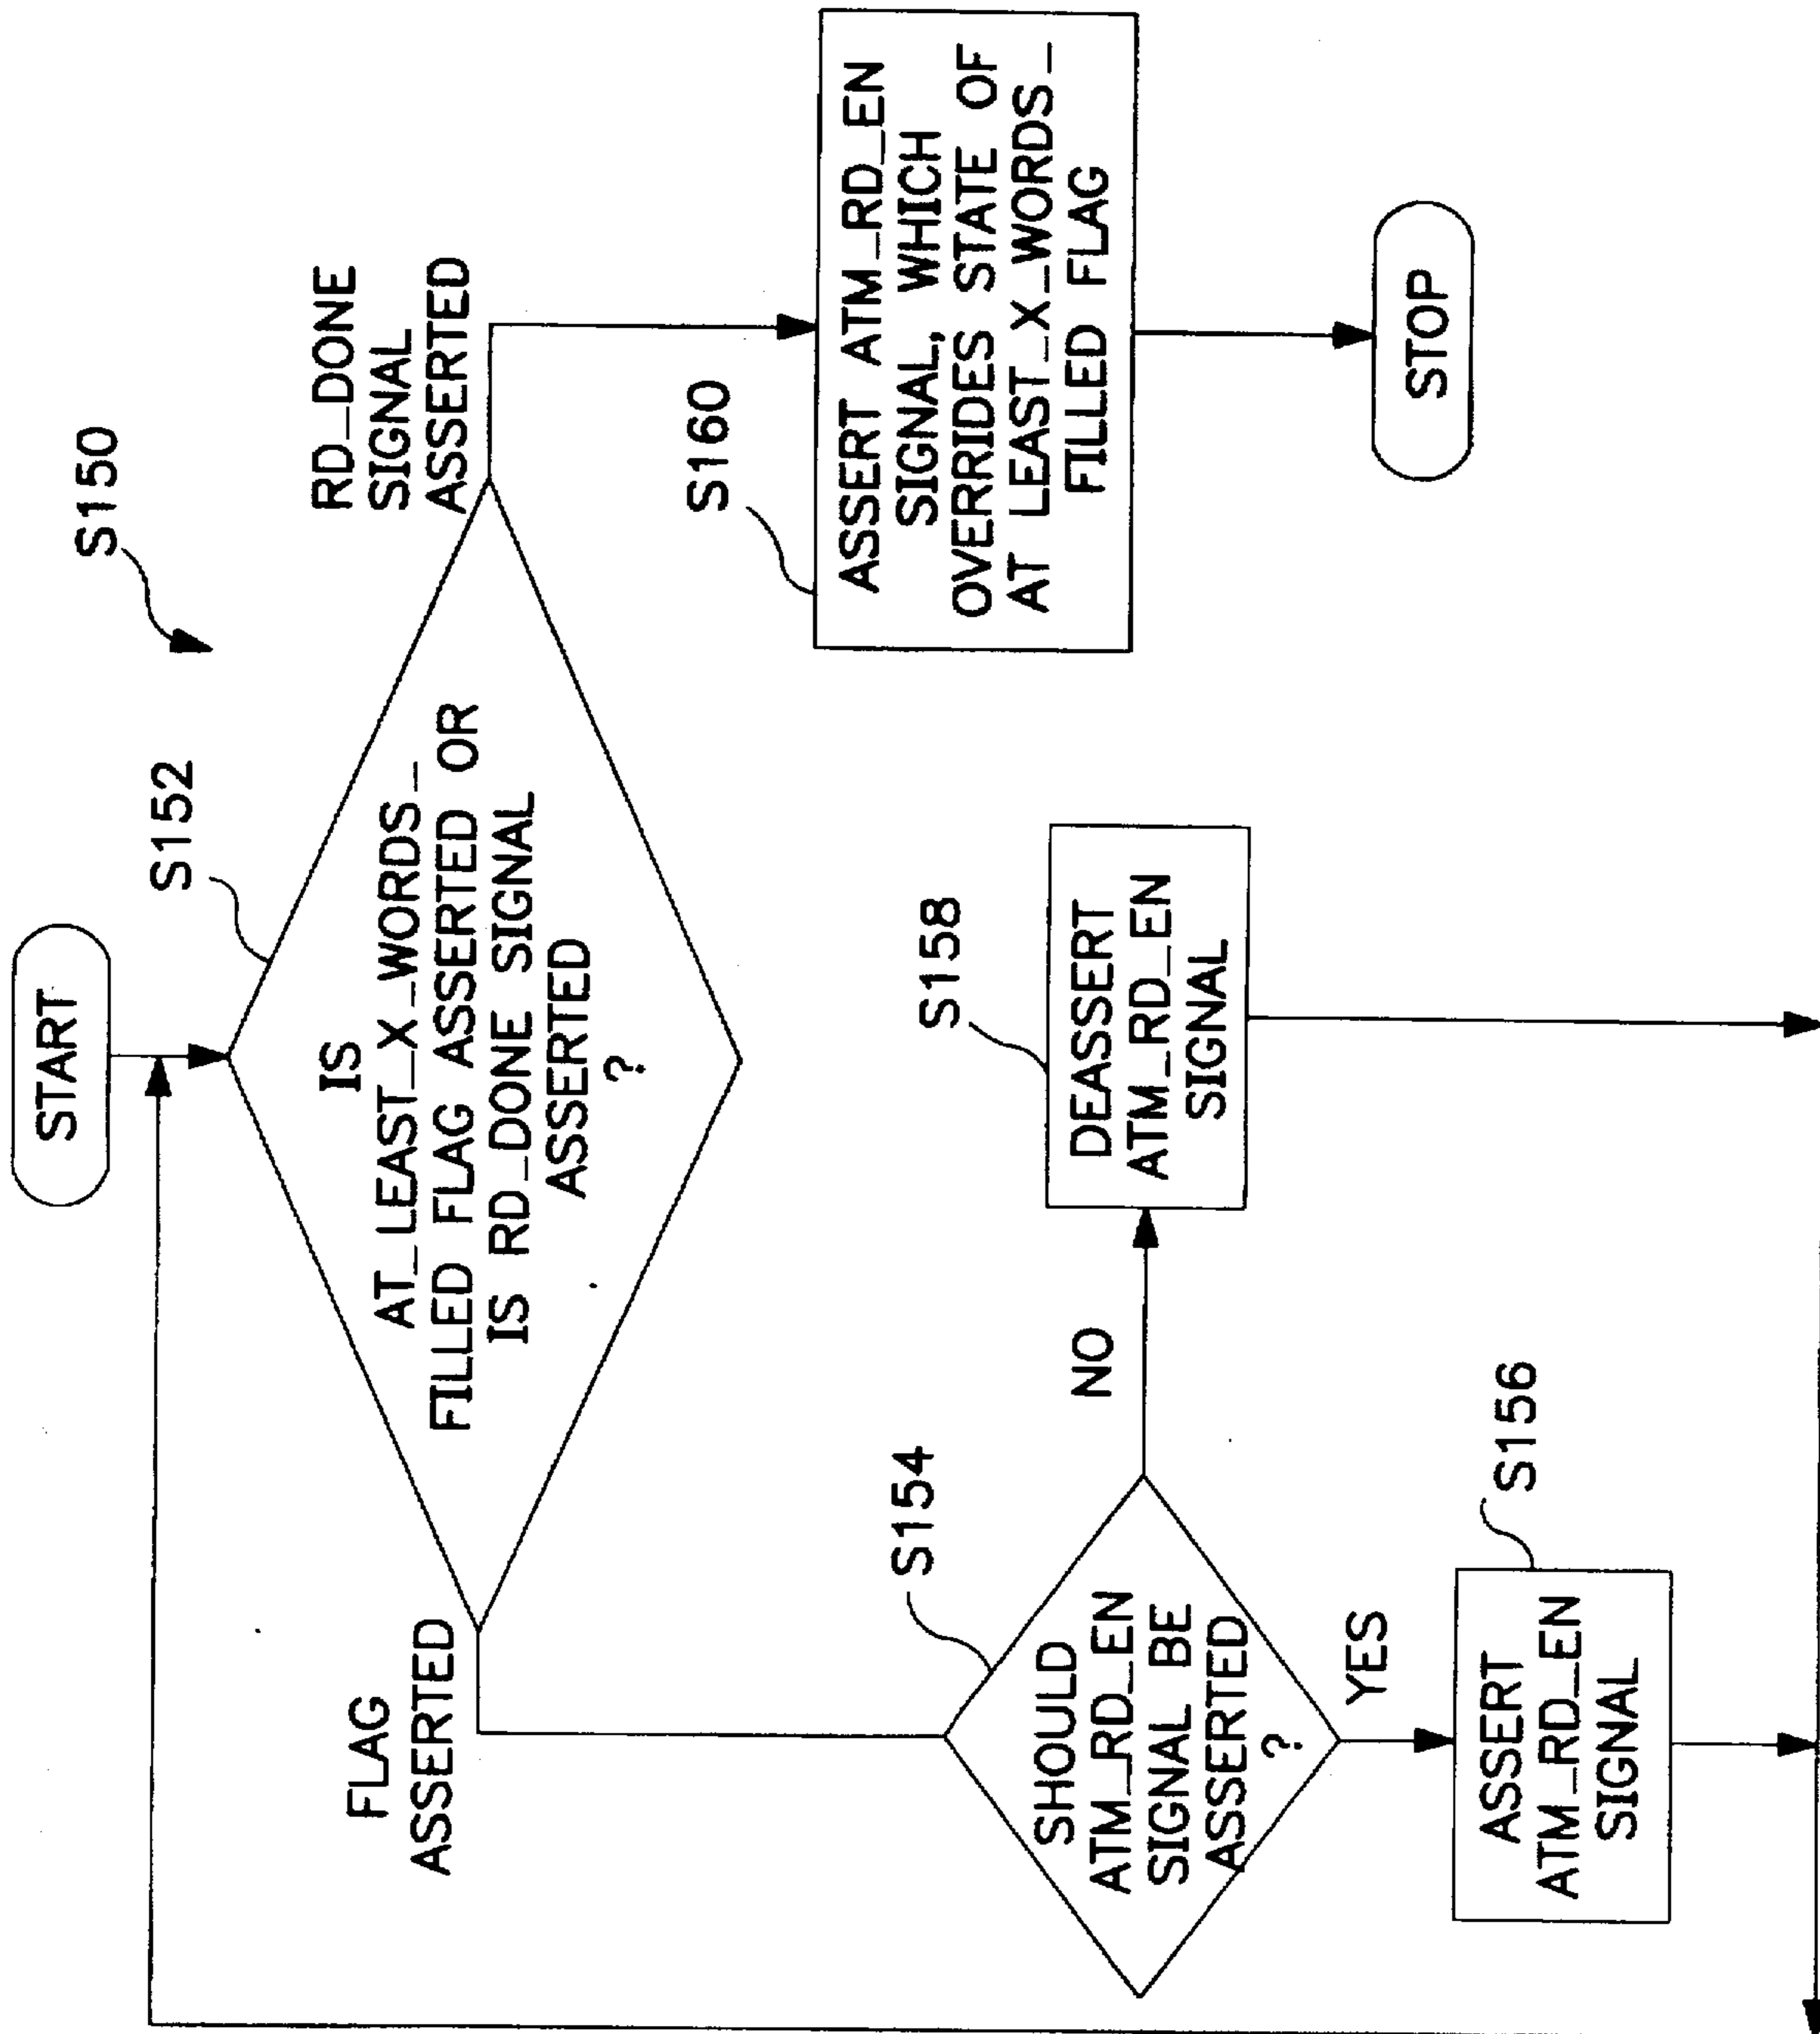 START
S150
S152
IS
AT_LEAST_X_WORDS_
FILLED FLAG ASSERTED OR
IS RD_DONE SIGNAL
ASSERTED
?
FLAG
ASSERTED
RD_DONE
SIGNAL
ASSERTED
S154
SHOULD
ATM_RD_EN
SIGNAL BE
ASSERTED
?
NO
S158
DEASSERT
ATM_RD_EN
SIGNAL
YES
S156
ASSERT
ATM_RD_EN
SIGNAL
S160
ASSERT ATM_RD_EN
SIGNAL, WHICH
OVERRIDES STATE OF
AT LEAST_X_WORDS_
FILLED FLAG
STOP